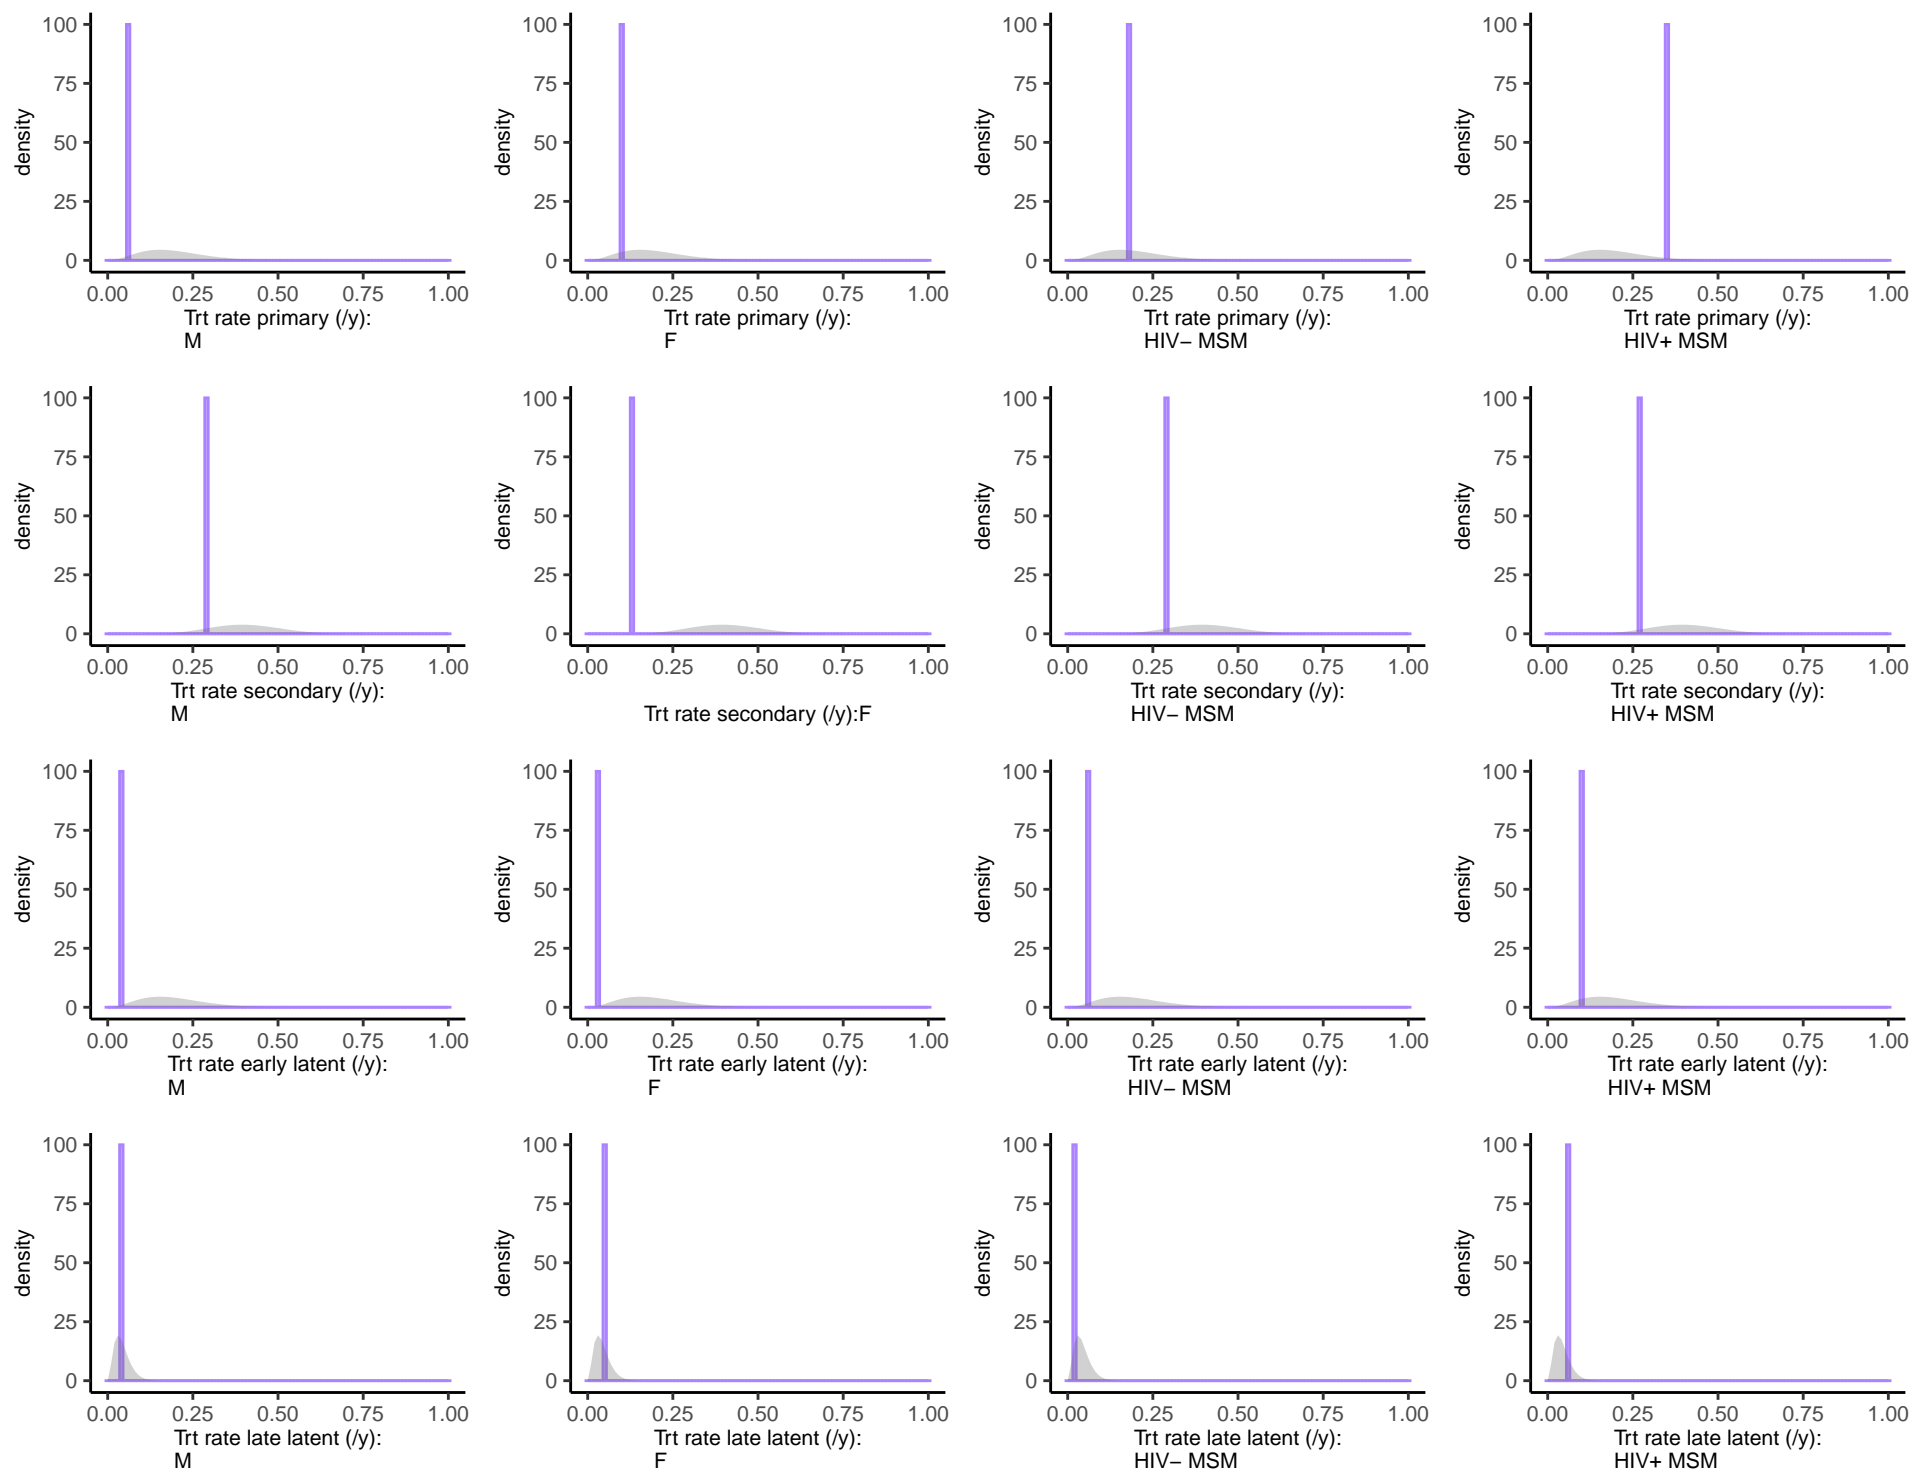 100
75
50
25
0
density
0.00 0.25 0.50 0.75 1.00
Trt rate primary (/y):
M
100
75
50
25
0
density
0.00 0.25 0.50 0.75 1.00
Trt rate primary (/y):
F
100
75
50
25
0
density
0.00 0.25 0.50 0.75 1.00
Trt rate primary (/y):
HIV− MSM
100
75
50
25
0
density
0.00 0.25 0.50 0.75 1.00
Trt rate primary (/y):
HIV+ MSM
100
75
50
25
0
density
0.00 0.25 0.50 0.75 1.00
Trt rate secondary (/y):
M
100
75
50
25
0
density
0.00 0.25 0.50 0.75 1.00
Trt rate secondary (/y):F
100
75
50
25
0
density
0.00 0.25 0.50 0.75 1.00
Trt rate secondary (/y):
HIV− MSM
100
75
50
25
0
density
0.00 0.25 0.50 0.75 1.00
Trt rate secondary (/y):
HIV+ MSM
100
75
50
25
0
density
0.00 0.25 0.50 0.75 1.00
Trt rate early latent (/y):
M
100
75
50
25
0
density
0.00 0.25 0.50 0.75 1.00
Trt rate early latent (/y):
F
100
75
50
25
0
density
0.00 0.25 0.50 0.75 1.00
Trt rate early latent (/y):
HIV− MSM
100
75
50
25
0
density
0.00 0.25 0.50 0.75 1.00
Trt rate early latent (/y):
HIV+ MSM
100
75
50
25
0
density
0.00 0.25 0.50 0.75 1.00
Trt rate late latent (/y):
M
100
75
50
25
0
density
0.00 0.25 0.50 0.75 1.00
Trt rate late latent (/y):
F
100
75
50
25
0
density
0.00 0.25 0.50 0.75 1.00
Trt rate late latent (/y):
HIV− MSM
100
75
50
25
0
density
0.00 0.25 0.50 0.75 1.00
Trt rate late latent (/y):
HIV+ MSM